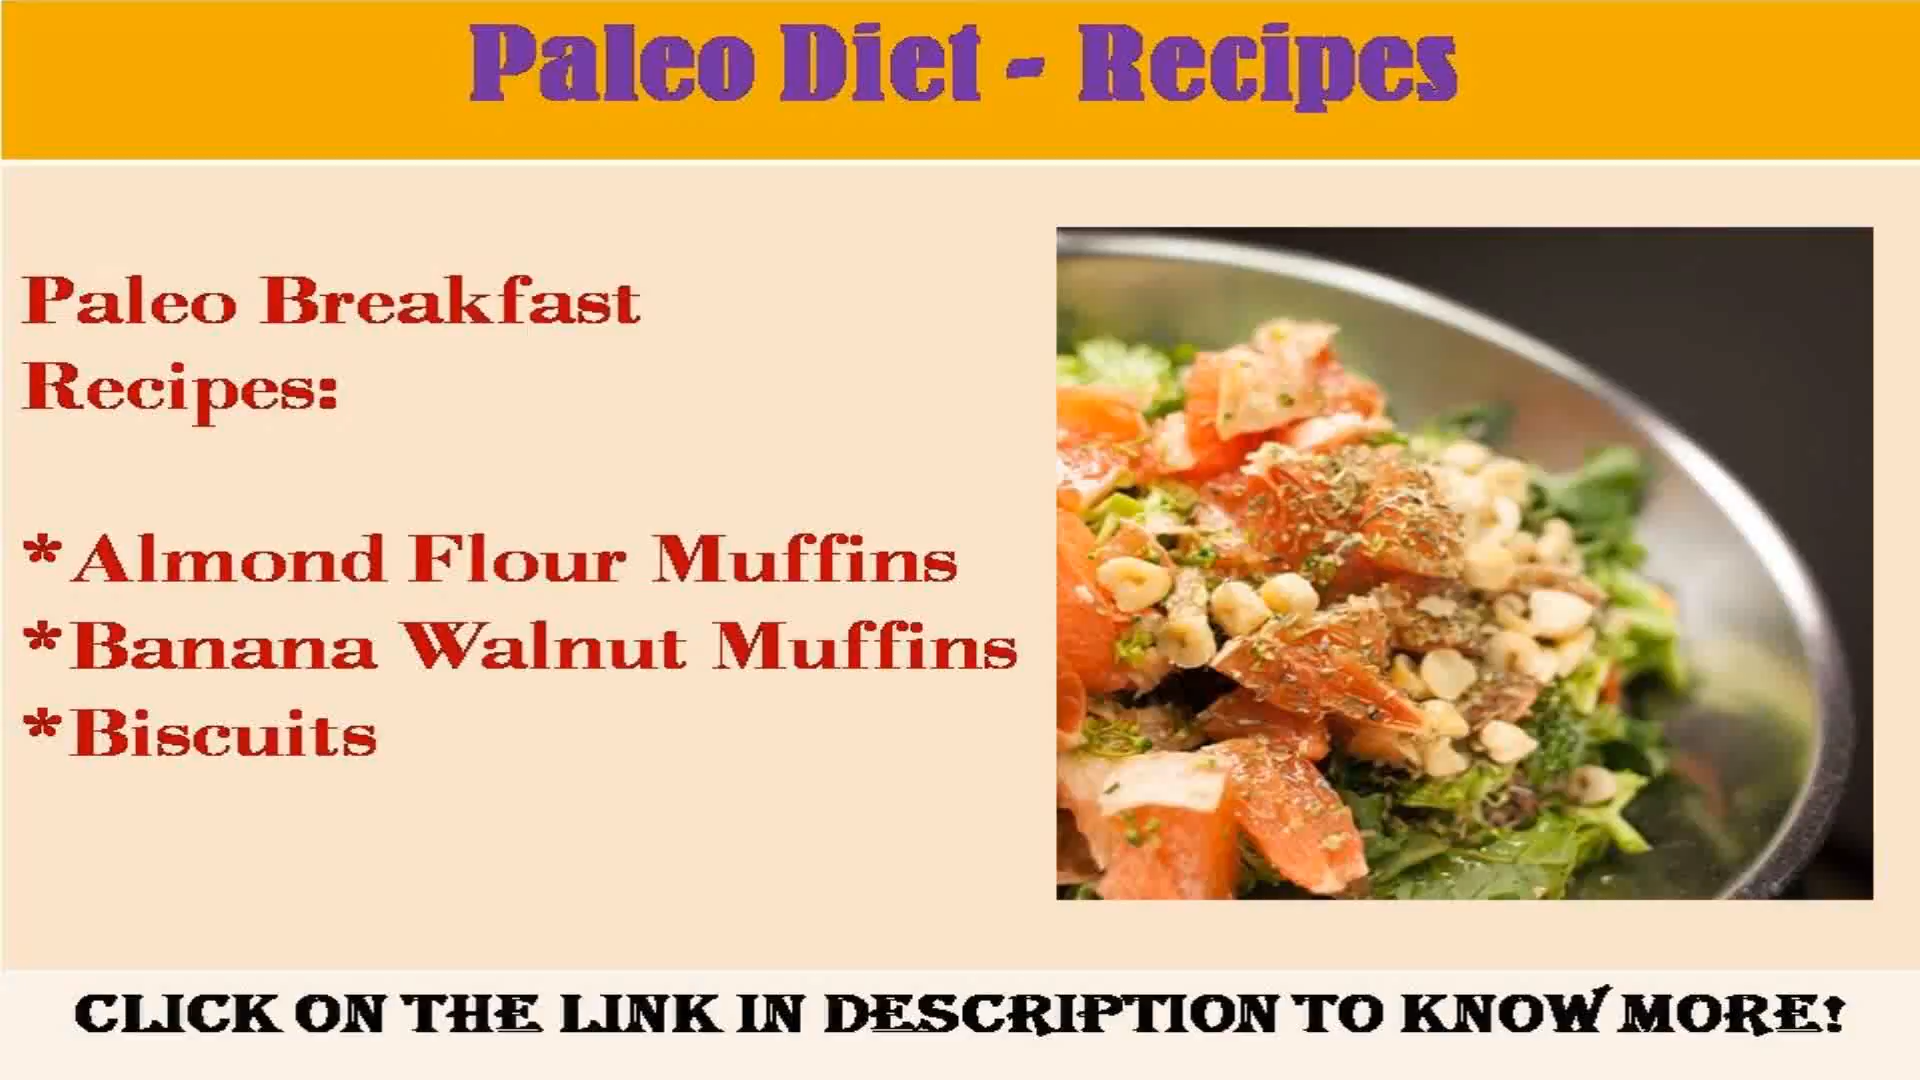 Paleo Diet - Recipes
Paleo Breakfast
Recipes:
*Almond Flour Muffins
*Banana Walnut Muffins
*Biscuits
CLICK ON THE LINK IN DESCRIPTION TO KNOW MORE!